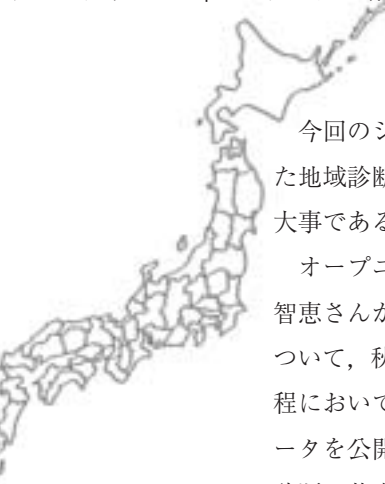 今回のシ
た地域診断
大事である
オープニ
智恵さんが
ついて，秋
程において
ータを公開